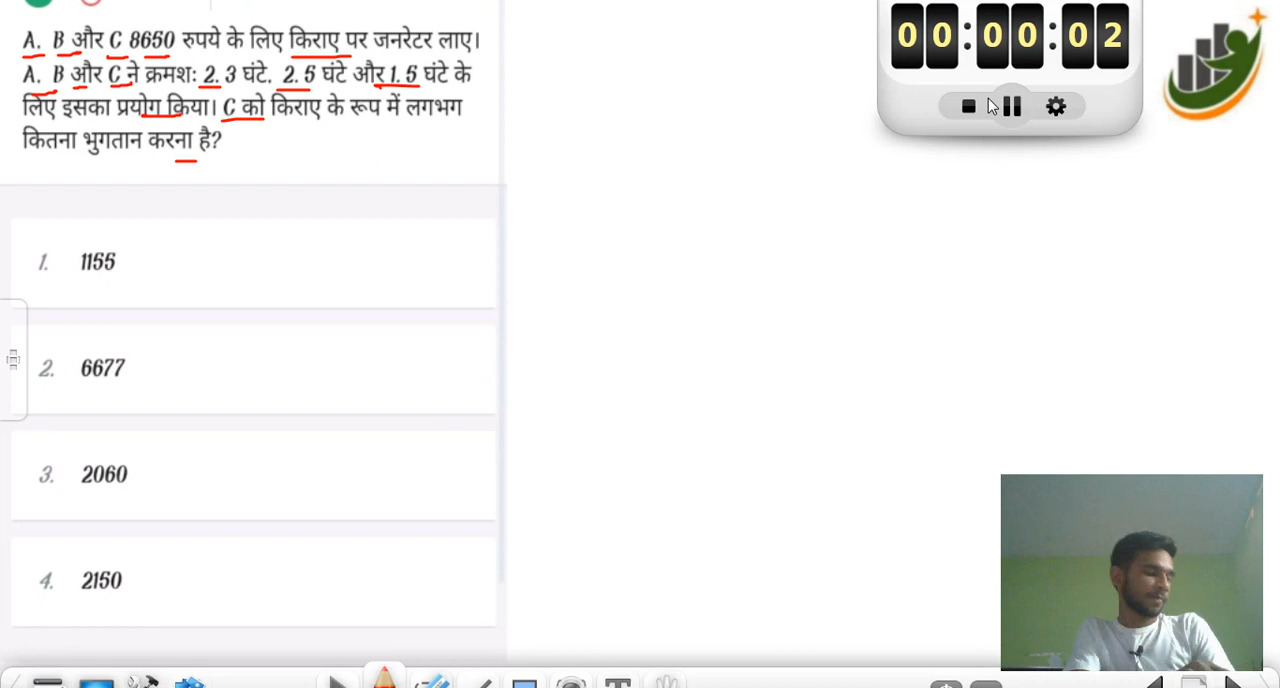 A. B और C 8650 रुपये के लिए किराए पर जनरेटर लाए।
A. B और C ने क्रमश: 2. 3 घंटे. 2. 5 घंटे और 1. 5 घंटे के
लिए इसका प्रयोग किया। C को किराए के रूप में लगभग
कितना भुगतान करना है?
00:00:02
1. 1155
2. 6677
3. 2060
4. 2150